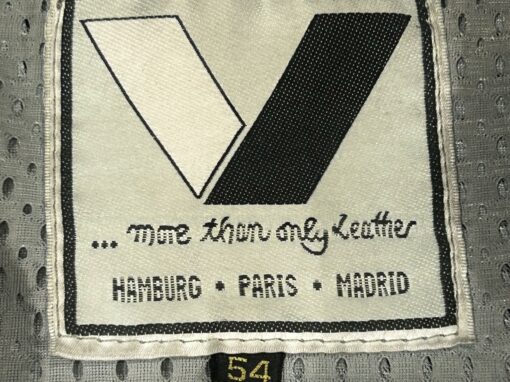 ... more than only Leather
HAMBURG • PARIS • MADRID
54